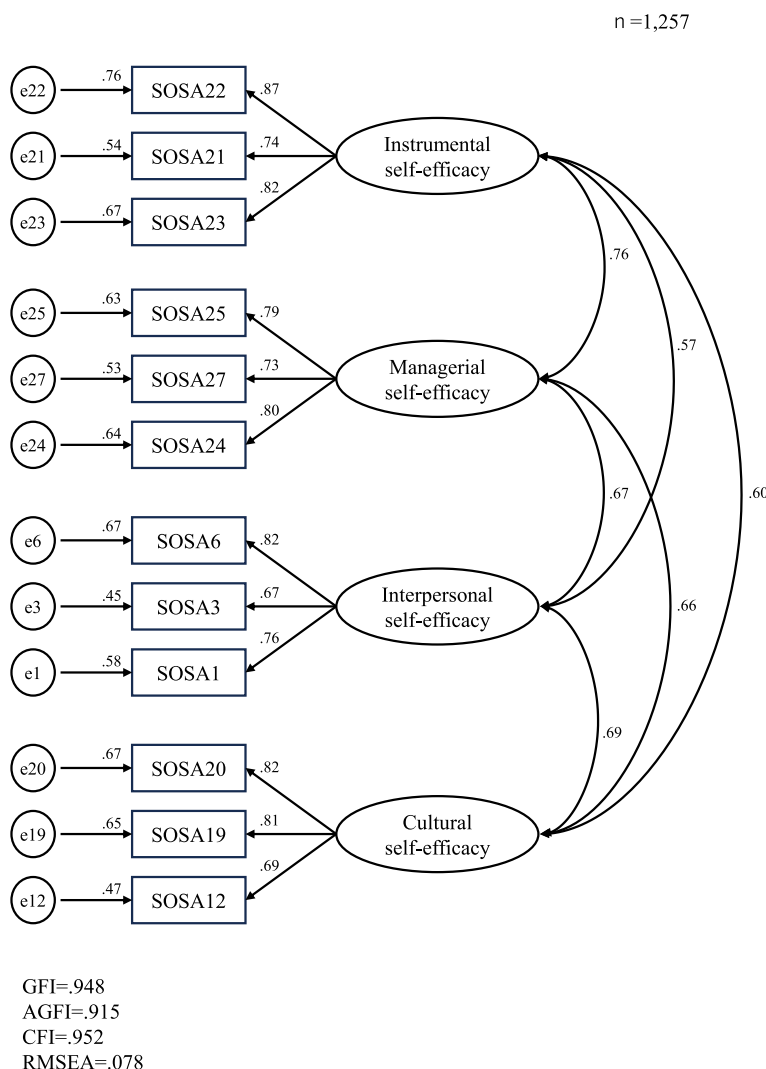 n =1,257
e22
.76
SOSA22
.87
e21
.54
SOSA21
.74
e23
.67
SOSA23
.82
Instrumental
self-efficacy
.76
.57
.60
e25
.63
SOSA25
.79
e27
.53
SOSA27
.73
e24
.64
SOSA24
.80
Managerial
self-efficacy
.67
.66
e6
.67
SOSA6
.82
e3
.45
SOSA3
.67
e1
.58
SOSA1
.76
Interpersonal
self-efficacy
.69
e20
.67
SOSA20
.82
e19
.65
SOSA19
.81
e12
.47
SOSA12
.69
Cultural
self-efficacy
GFI=.948
AGFI=.915
CFI=.952
RMSEA=.078